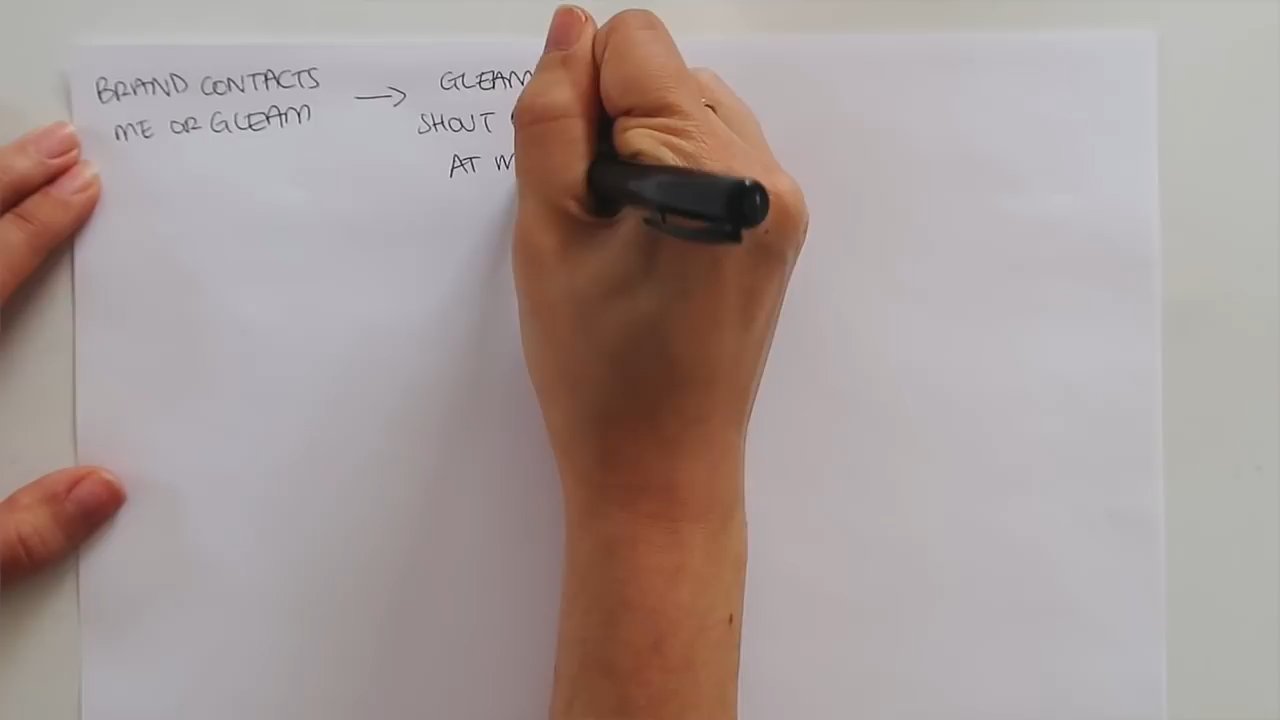 BRAND CONTACTS
ME OR GLEAM
→
GLEAM
SHOUT
AT